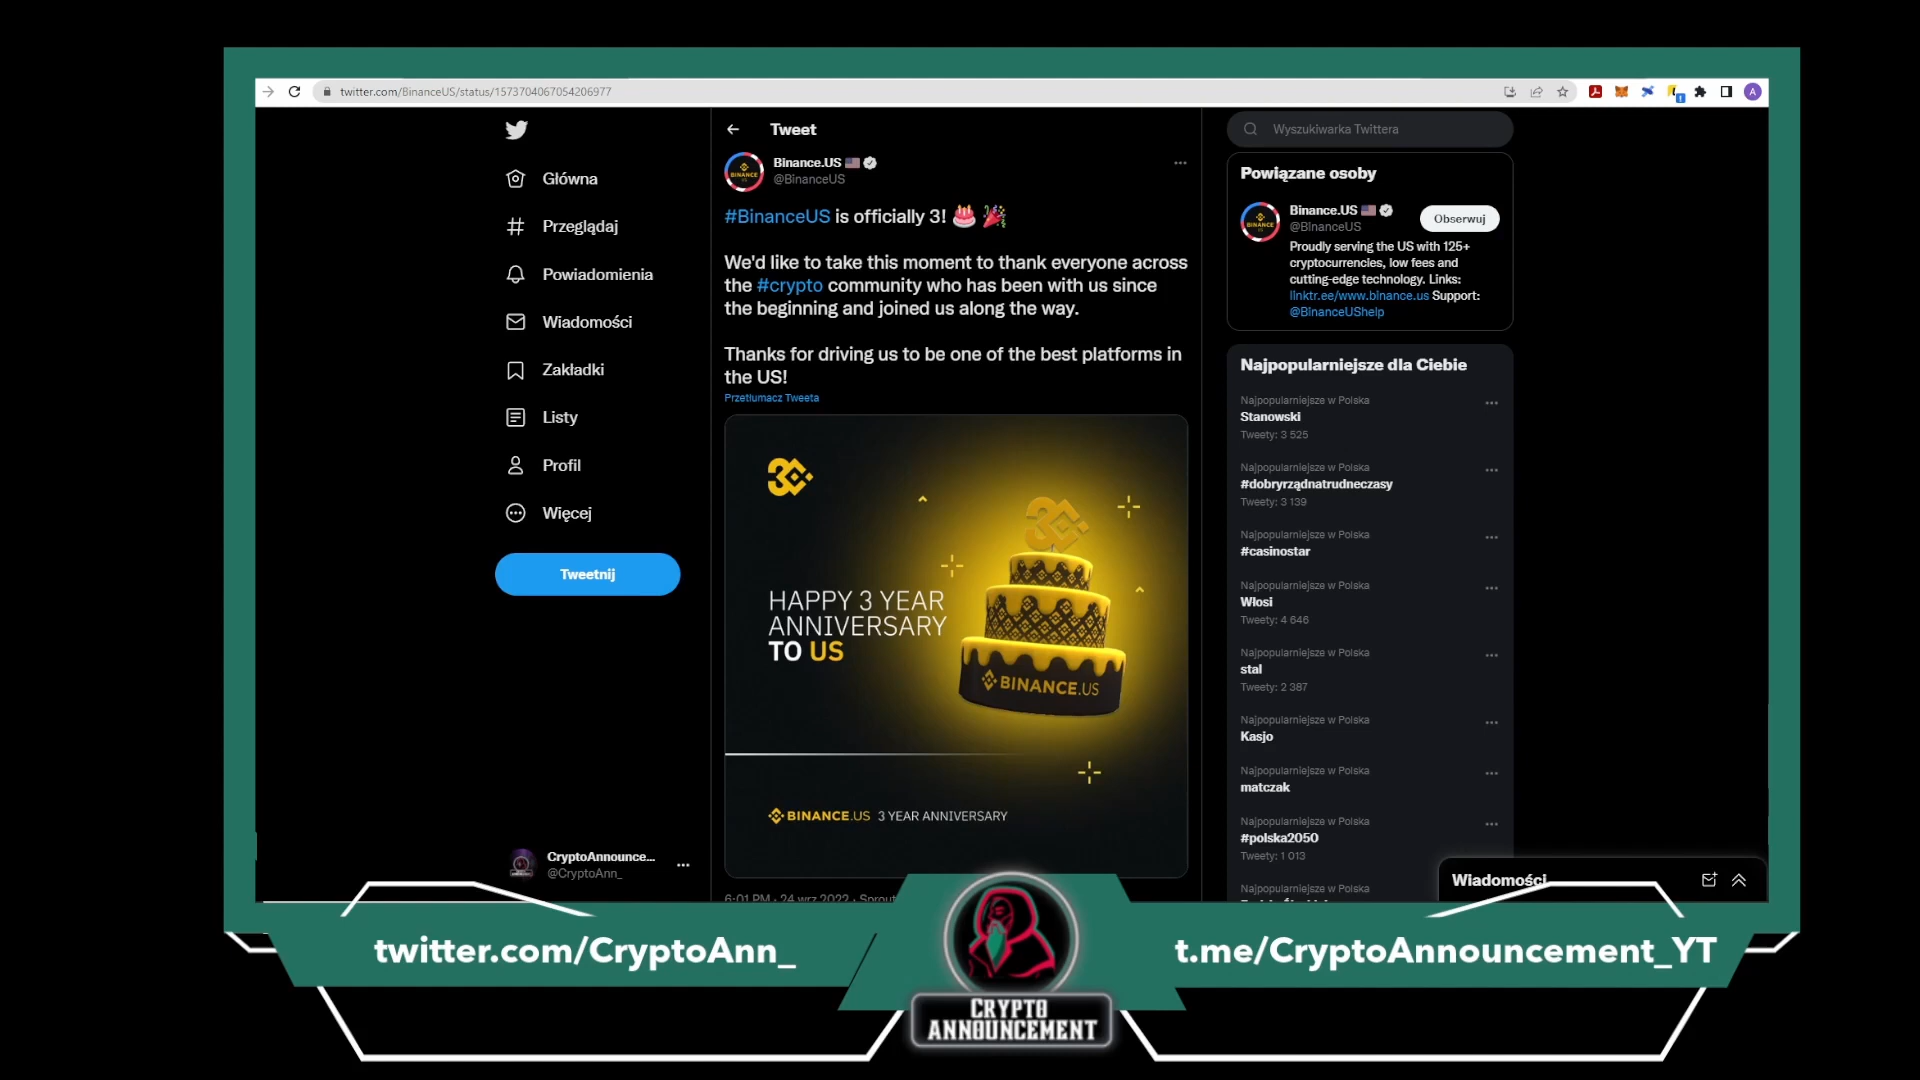 twitter.com/BinanceUS/status/1573704067054206977
A
Główna
Przeglądaj
Powiadomienia
Wiadomości
Zakładki
Listy
Profil
Więcej
Tweetnij
CryptoAnnounce...
@CryptoAnn_
Tweet
Binance.US
@BinanceUS
#BinanceUS is officially 3!
We'd like to take this moment to thank everyone across
the #crypto community who has been with us since
the beginning and joined us along the way.
Thanks for driving us to be one of the best platforms in
the US!
Przetłumacz Tweeta
HAPPY 3 YEAR
ANNIVERSARY
TO US
BINANCE.US
BINANCE.US 3 YEAR ANNIVERSARY
6:01 PM · 24 wrz 2022 · Sprout
Wyszukiwarka Twittera
Powiązane osoby
Binance.US
@BinanceUS
Obserwuj
Proudly serving the US with 125+
cryptocurrencies, low fees and
cutting-edge technology. Links:
linktr.ee/www.binance.us Support:
@BinanceUShelp
Najpopularniejsze dla Ciebie
Najpopularniejsze w Polska
Stanowski
Tweety: 3 525
Najpopularniejsze w Polska
#dobryrządnatrudneczasy
Tweety: 3 139
Najpopularniejsze w Polska
#casinostar
Najpopularniejsze w Polska
Włosi
Tweety: 4 646
Najpopularniejsze w Polska
stal
Tweety: 2 387
Najpopularniejsze w Polska
Kasjo
Najpopularniejsze w Polska
matczak
Najpopularniejsze w Polska
#polska2050
Tweety: 1 013
Najpopularniejsze w Polska
Wiadomości
twitter.com/CryptoAnn_
CRYPTO
ANNOUNCEMENT
t.me/CryptoAnnouncement_YT